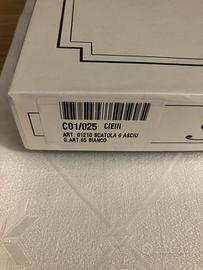 C01/025 CIEIII
ART. 01210 SCATOLA 6 ASCIU
G.ART.65 BIANCO